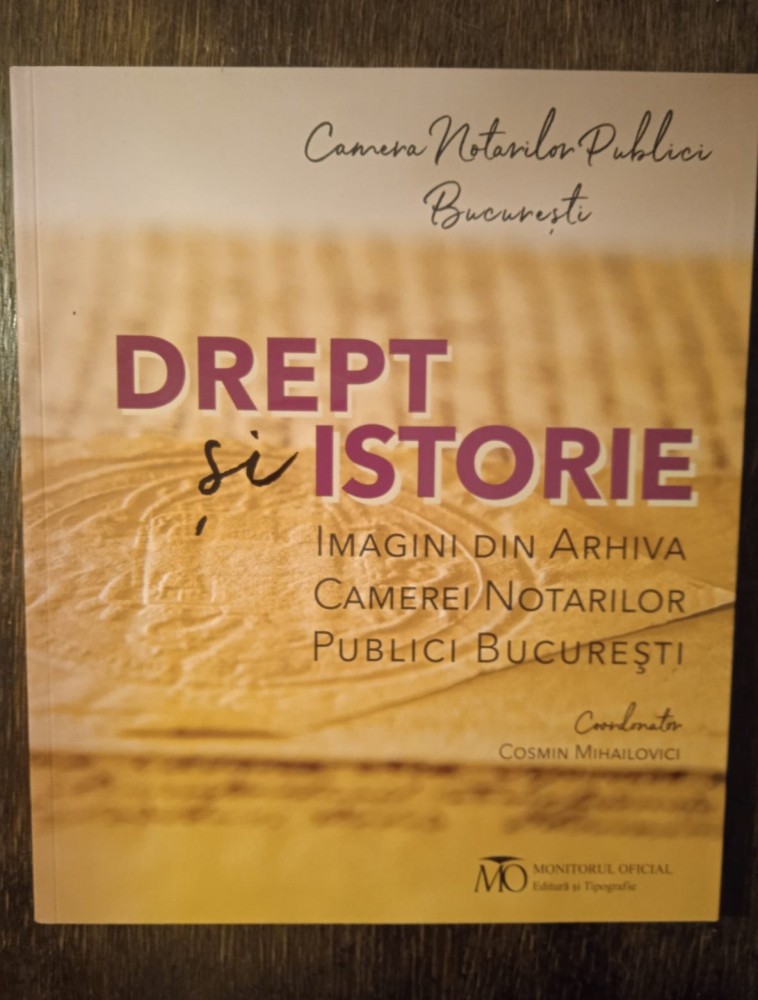 Camera Notarilor Publici
București
DREPT
și ISTORIE
IMAGINI DIN ARHIVA
CAMEREI NOTARILOR
PUBLICI BUCUREŞTI
Coordonator
COSMIN MIHAILOVICI
MO MONITORUL OFICIAL
Editură și Tipografie